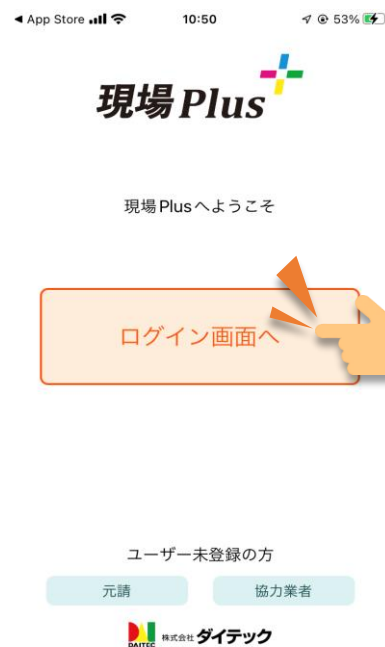 App Store 10:50 53%
現場Plus
現場Plusへようこそ
ログイン画面へ
ユーザー未登録の方
元請 協力業者
DAITEC 株式会社 ダイテック